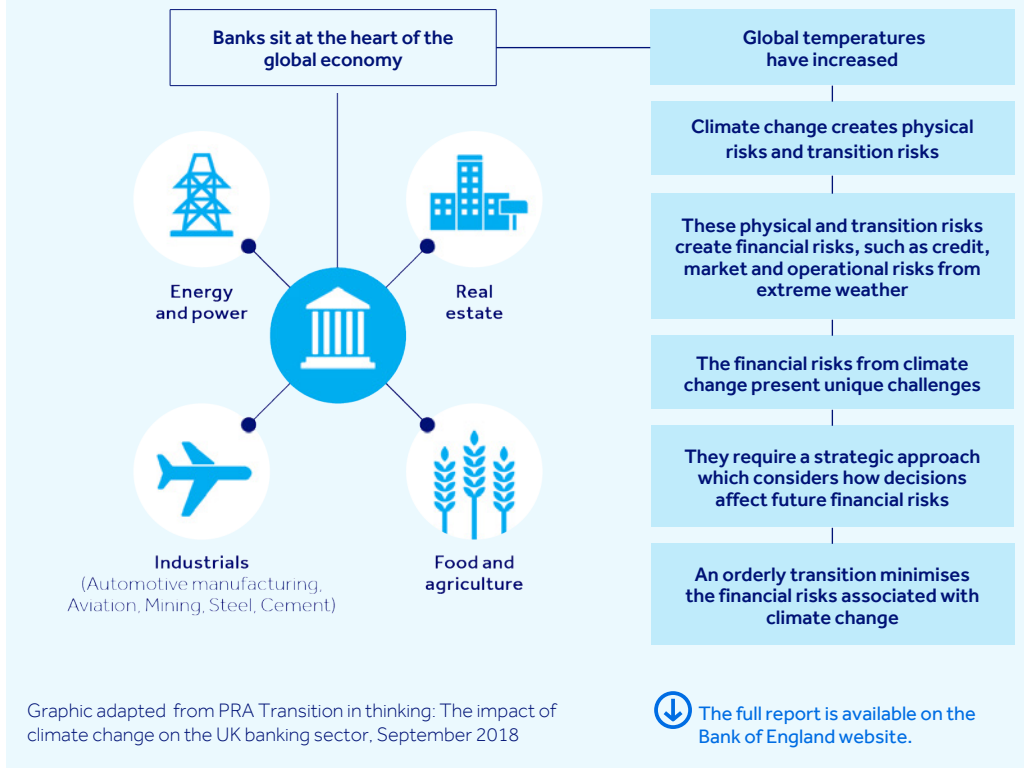 Banks sit at the heart of the
global economy
Energy
and power
Real
estate
Industrials
(Automotive manufacturing,
Aviation, Mining, Steel, Cement)
Food and
agriculture
Global temperatures
have increased
Climate change creates physical
risks and transition risks
These physical and transition risks
create financial risks, such as credit,
market and operational risks from
extreme weather
The financial risks from climate
change present unique challenges
They require a strategic approach
which considers how decisions
affect future financial risks
An orderly transition minimises
the financial risks associated with
climate change
Graphic adapted from PRA Transition in thinking: The impact of
climate change on the UK banking sector, September 2018
The full report is available on the
Bank of England website.